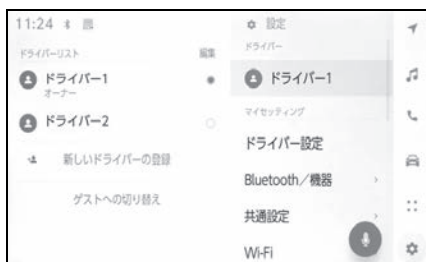 11:24
ドライバーリスト 編集
ドライバー1
オーナー
ドライバー2
新しいドライバーの登録
ゲストへの切り替え
設定
ドライバー
ドライバー1
マイセッティング
ドライバー設定
Bluetooth／機器
共通設定
Wi-Fi